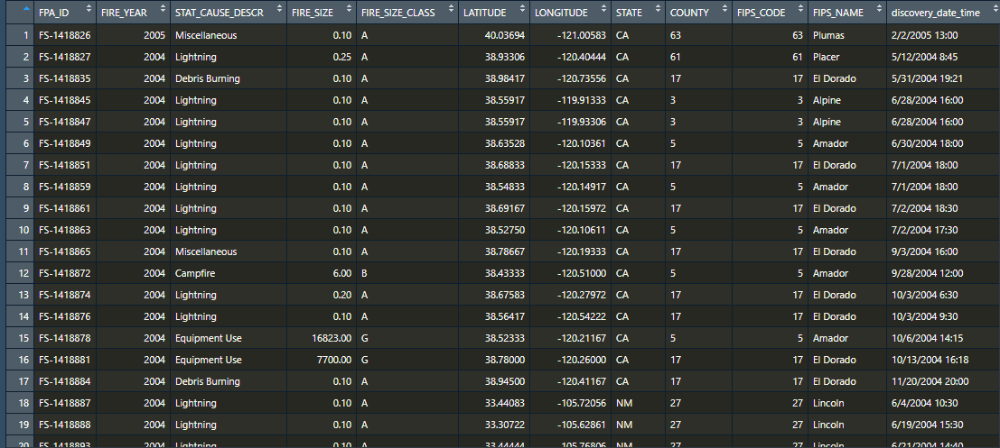 FPA_ID FIRE_YEAR STAT_CAUSE_DESCR FIRE_SIZE FIRE_SIZE_CLASS LATITUDE LONGITUDE STATE COUNTY FIPS_CODE FIPS_NAME discovery_date_time
1 FS-1418826 2005 Miscellaneous 0.10 A 40.03694 -121.00583 CA 63 63 Plumas 2/2/2005 13:00
2 FS-1418827 2004 Lightning 0.25 A 38.93306 -120.40444 CA 61 61 Placer 5/12/2004 8:45
3 FS-1418835 2004 Debris Burning 0.10 A 38.98417 -120.73556 CA 17 17 El Dorado 5/31/2004 19:21
4 FS-1418845 2004 Lightning 0.10 A 38.55917 -119.91333 CA 3 3 Alpine 6/28/2004 16:00
5 FS-1418847 2004 Lightning 0.10 A 38.55917 -119.93306 CA 3 3 Alpine 6/28/2004 16:00
6 FS-1418849 2004 Lightning 0.10 A 38.63528 -120.10361 CA 5 5 Amador 6/30/2004 18:00
7 FS-1418851 2004 Lightning 0.10 A 38.68833 -120.15333 CA 17 17 El Dorado 7/1/2004 18:00
8 FS-1418859 2004 Lightning 0.10 A 38.54833 -120.14917 CA 5 5 Amador 7/1/2004 18:00
9 FS-1418861 2004 Lightning 0.10 A 38.69167 -120.15972 CA 17 17 El Dorado 7/2/2004 18:30
10 FS-1418863 2004 Lightning 0.10 A 38.52750 -120.10611 CA 5 5 Amador 7/2/2004 17:30
11 FS-1418865 2004 Miscellaneous 0.10 A 38.78667 -120.19333 CA 17 17 El Dorado 9/3/2004 16:00
12 FS-1418872 2004 Campfire 6.00 B 38.43333 -120.51000 CA 5 5 Amador 9/28/2004 12:00
13 FS-1418874 2004 Lightning 0.20 A 38.67583 -120.27972 CA 17 17 El Dorado 10/3/2004 6:30
14 FS-1418876 2004 Lightning 0.10 A 38.56417 -120.54222 CA 17 17 El Dorado 10/3/2004 9:30
15 FS-1418878 2004 Equipment Use 16823.00 G 38.52333 -120.21167 CA 5 5 Amador 10/6/2004 14:15
16 FS-1418881 2004 Equipment Use 7700.00 G 38.78000 -120.26000 CA 17 17 El Dorado 10/13/2004 16:18
17 FS-1418884 2004 Debris Burning 0.10 A 38.94500 -120.41167 CA 17 17 El Dorado 11/20/2004 20:00
18 FS-1418887 2004 Lightning 0.10 A 33.44083 -105.72056 NM 27 27 Lincoln 6/4/2004 10:30
19 FS-1418888 2004 Lightning 0.10 A 33.30722 -105.62861 NM 27 27 Lincoln 6/19/2004 15:30
20 FS-1418893 2004 Lightning 0.10 A 33.44444 -105.76806 NM 27 27 Lincoln 6/21/2004 14:40